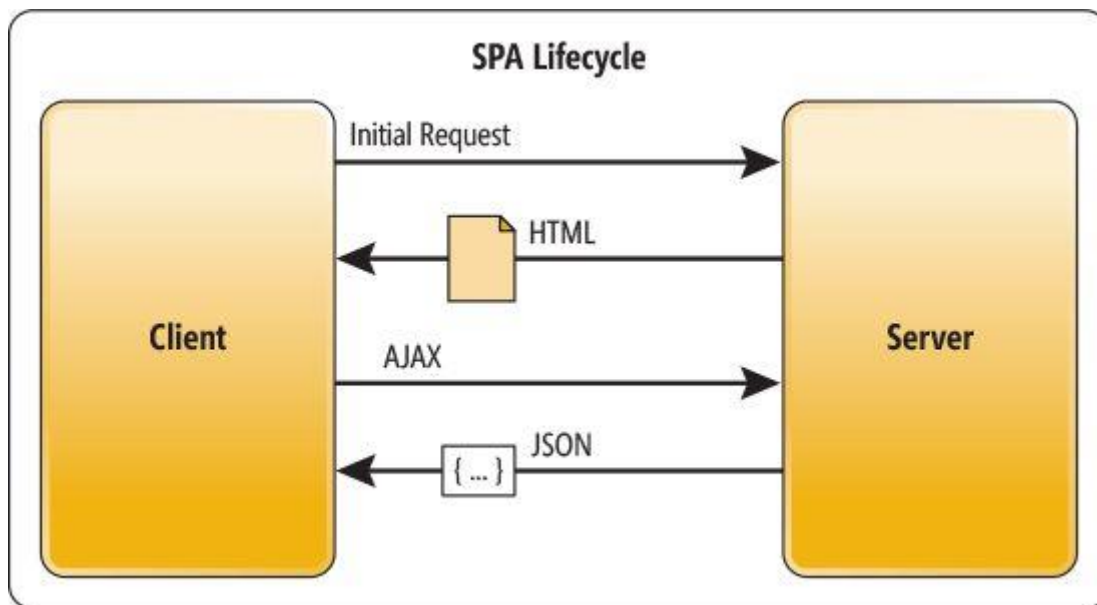 SPA Lifecycle
Initial Request
HTML
Client
Server
AJAX
JSON
{ ... }